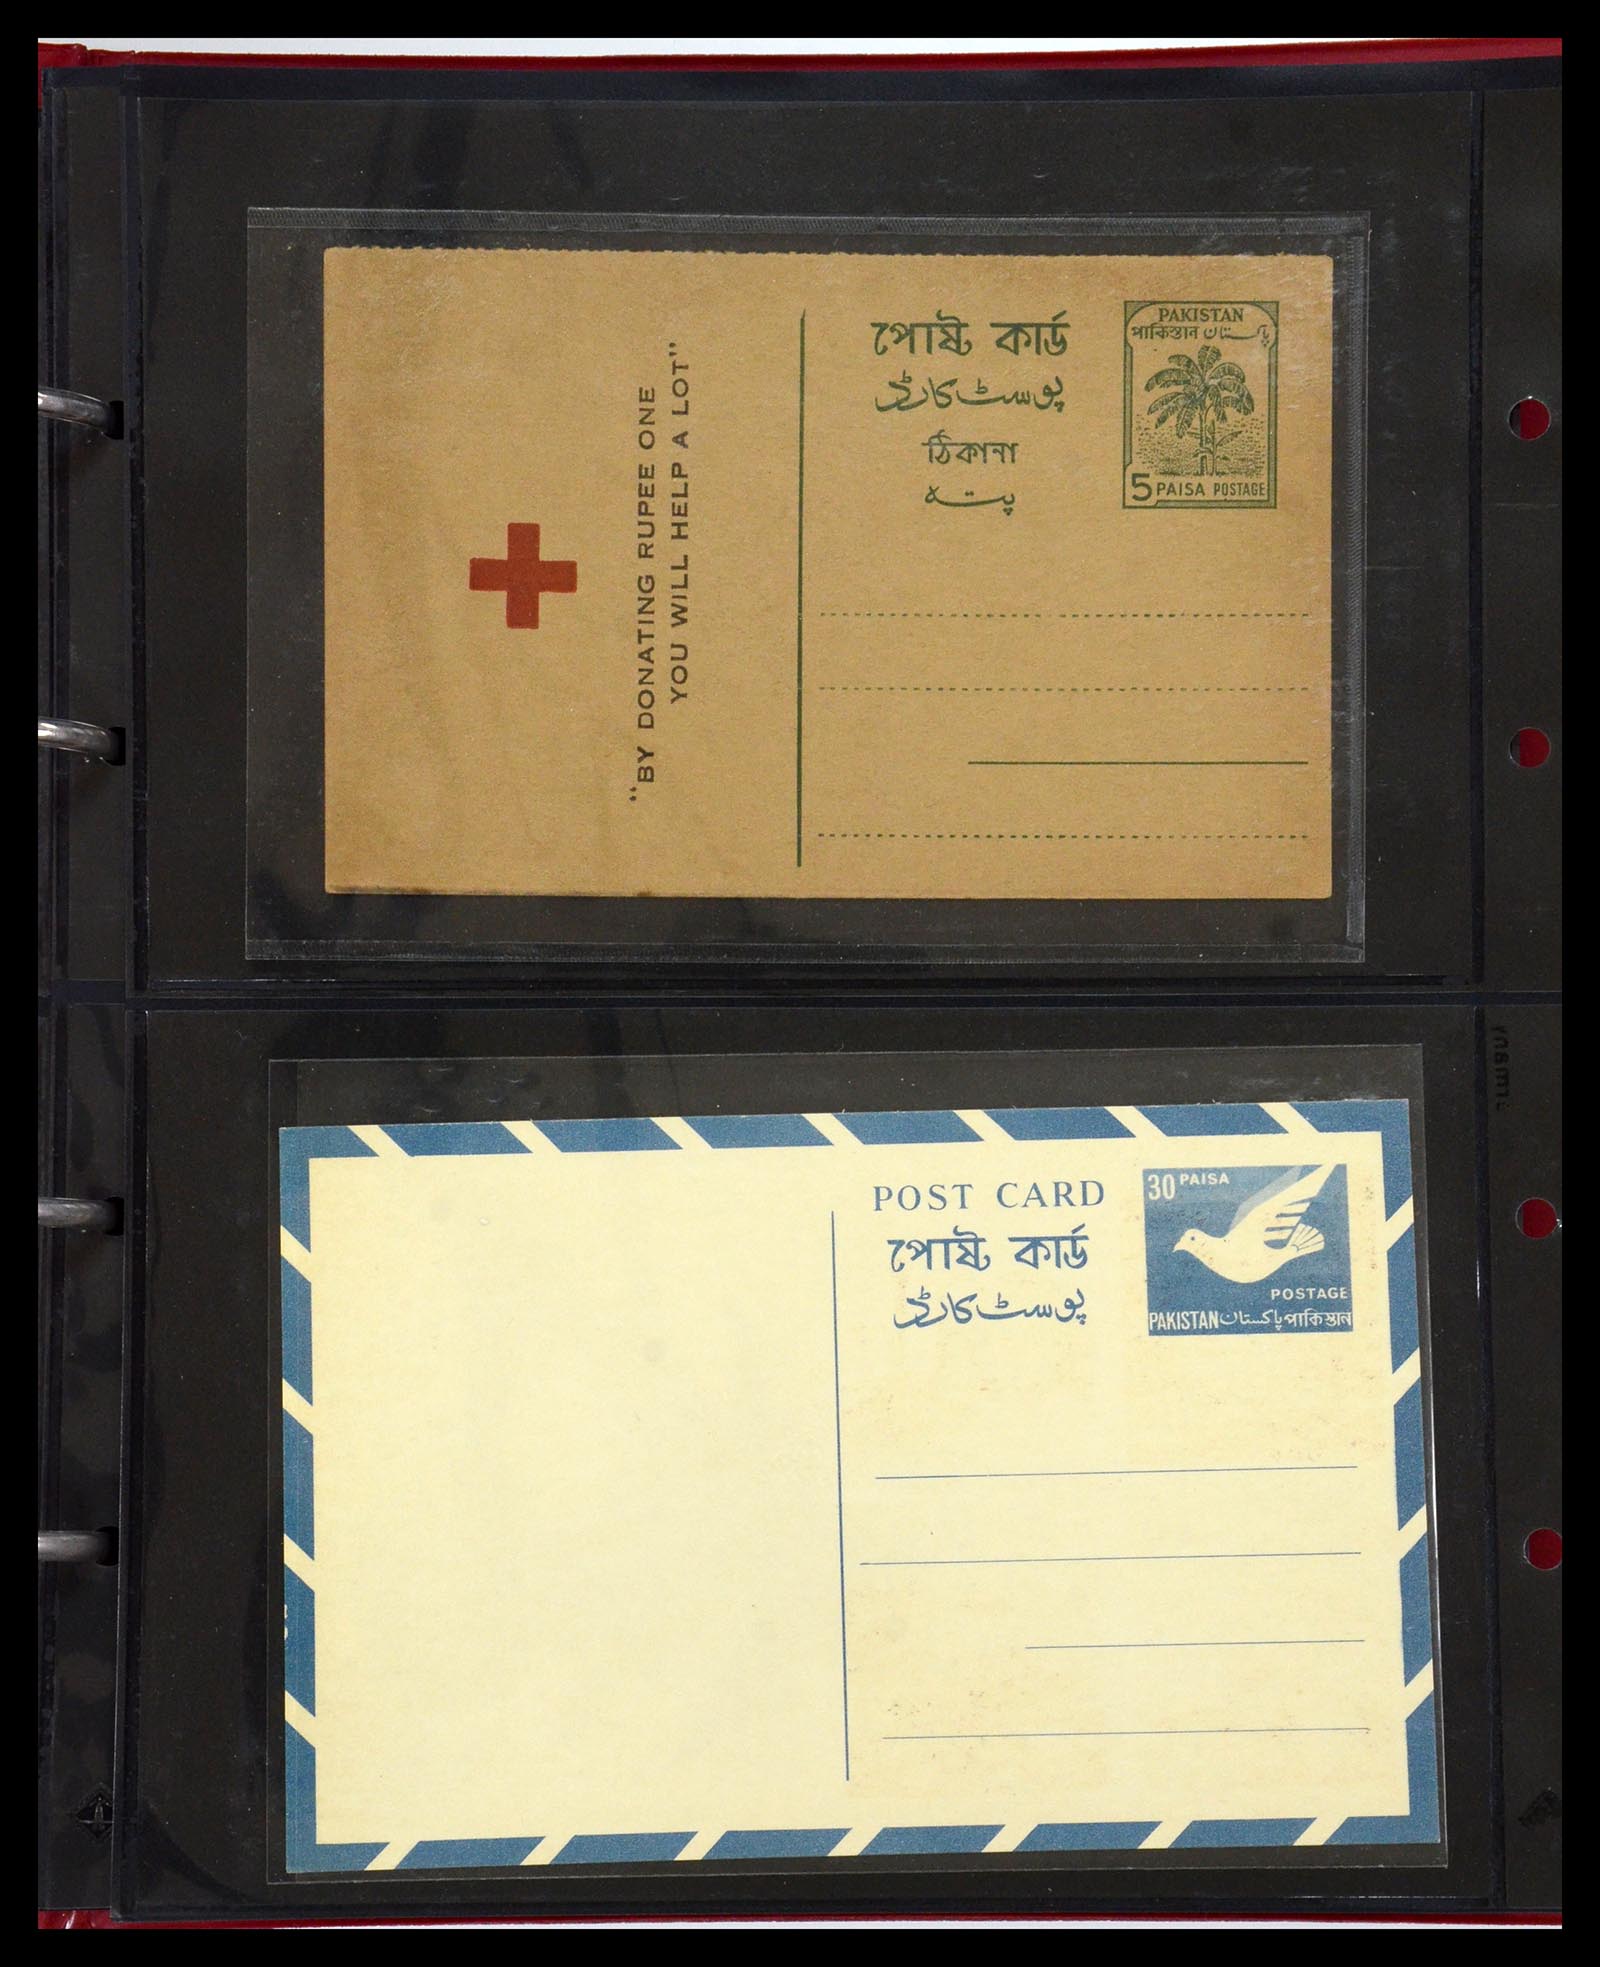 "BY DONATING RUPEE ONE
YOU WILL HELP A LOT"
পোষ্ট কার্ড
پوسٹ کارڈ
ঠিকানা
پتہ
PAKISTAN
পাকিস্তান پاکستان
5 PAISA POSTAGE
POST CARD
পোষ্ট কার্ড
پوسٹ کارڈ
30 PAISA
POSTAGE
PAKISTAN پاکستان পাকিস্তান